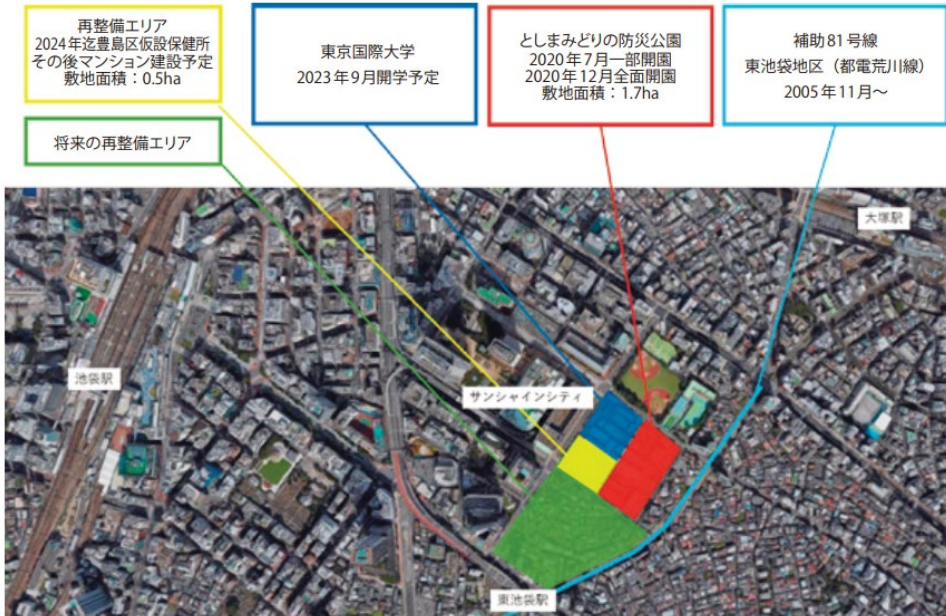 再整備エリア
2024年迄豊島区仮設保健所
その後マンション建設予定
敷地面積：0.5ha
東京国際大学
2023年9月開学予定
としまみどりの防災公園
2020年7月一部開園
2020年12月全面開園
敷地面積：1.7ha
補助81号線
東池袋地区（都電荒川線）
2005年11月～
将来の再整備エリア
大塚駅
池袋駅
サンシャインシティ
東池袋駅